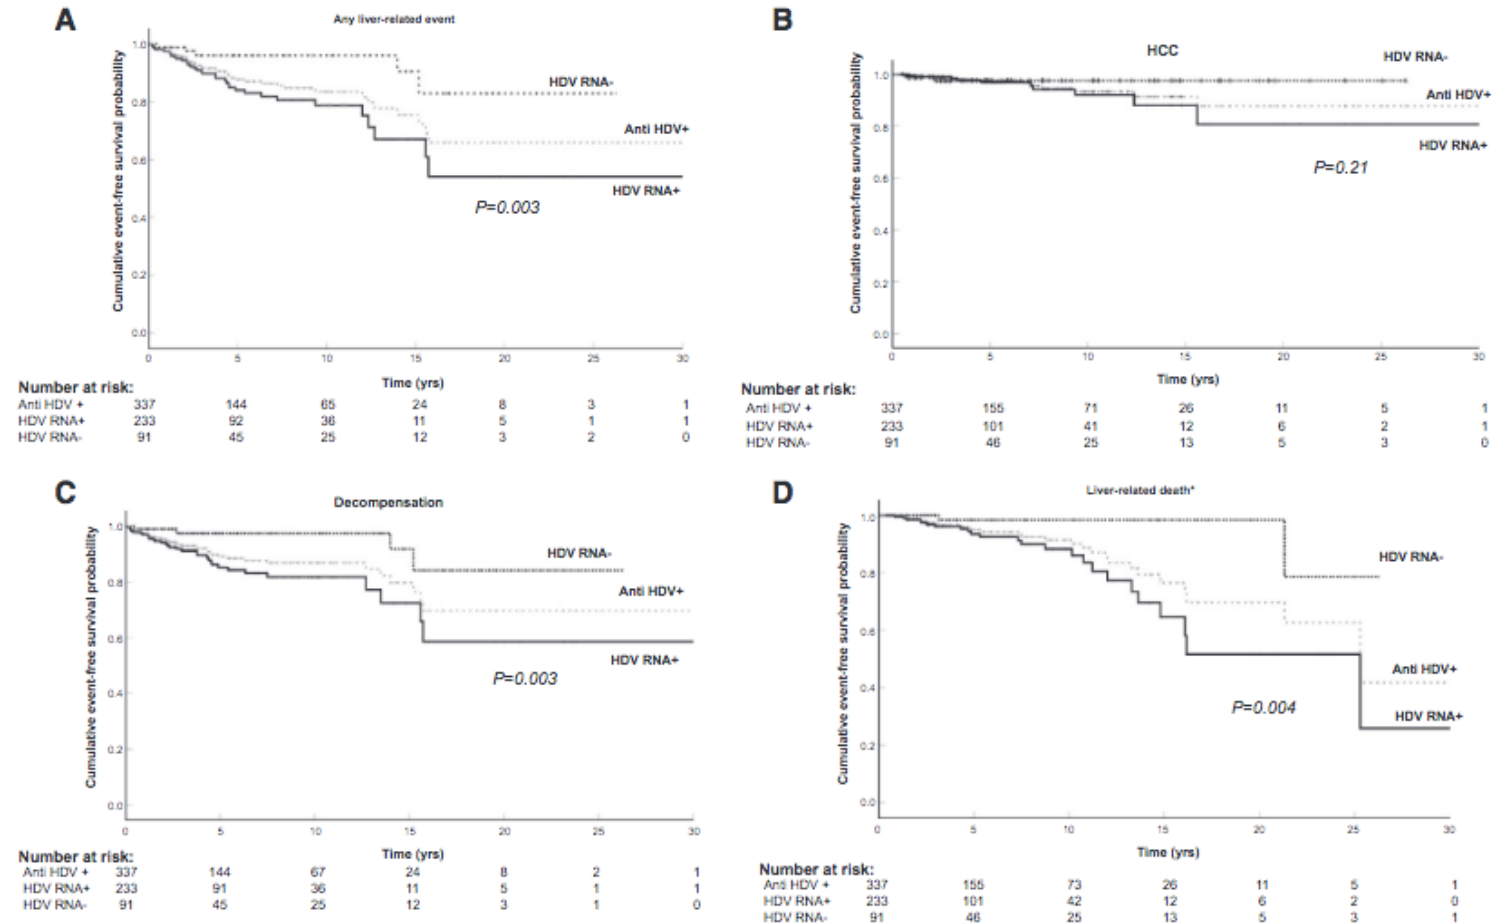 A
Any liver-related event
Cumulative event-free survival probability
1.0
0.8
0.6
0.4
0.2
0.0
HDV RNA-
Anti HDV+
HDV RNA+
P=0.003
0 5 10 15 20 25 30
Time (yrs)
Number at risk:
Anti HDV + 337 144 65 24 8 3 1
HDV RNA+ 233 92 36 11 5 1 1
HDV RNA- 91 45 25 12 3 2 0
B
HCC
Cumulative event-free survival probability
1.0
0.8
0.6
0.4
0.2
0.0
HDV RNA-
Anti HDV+
HDV RNA+
P=0.21
0 5 10 15 20 25 30
Time (yrs)
Number at risk:
Anti HDV + 337 155 71 26 11 5 1
HDV RNA+ 233 101 41 12 6 2 1
HDV RNA- 91 46 25 13 5 3 0
C
Decompensation
Cumulative event-free survival probability
1.0
0.8
0.6
0.4
0.2
0.0
HDV RNA-
Anti HDV+
HDV RNA+
P=0.003
0 5 10 15 20 25 30
Time (yrs)
Number at risk:
Anti HDV + 337 144 67 24 8 2 1
HDV RNA+ 233 91 36 11 5 1 1
HDV RNA- 91 45 25 12 3 1 0
D
Liver-related death*
Cumulative event-free survival probability
1.0
0.8
0.6
0.4
0.2
0.0
HDV RNA-
Anti HDV+
HDV RNA+
P=0.004
0 5 10 15 20 25 30
Time (yrs)
Number at risk:
Anti HDV + 337 155 73 26 11 5 1
HDV RNA+ 233 101 42 12 6 2 0
HDV RNA- 91 46 25 13 5 3 1